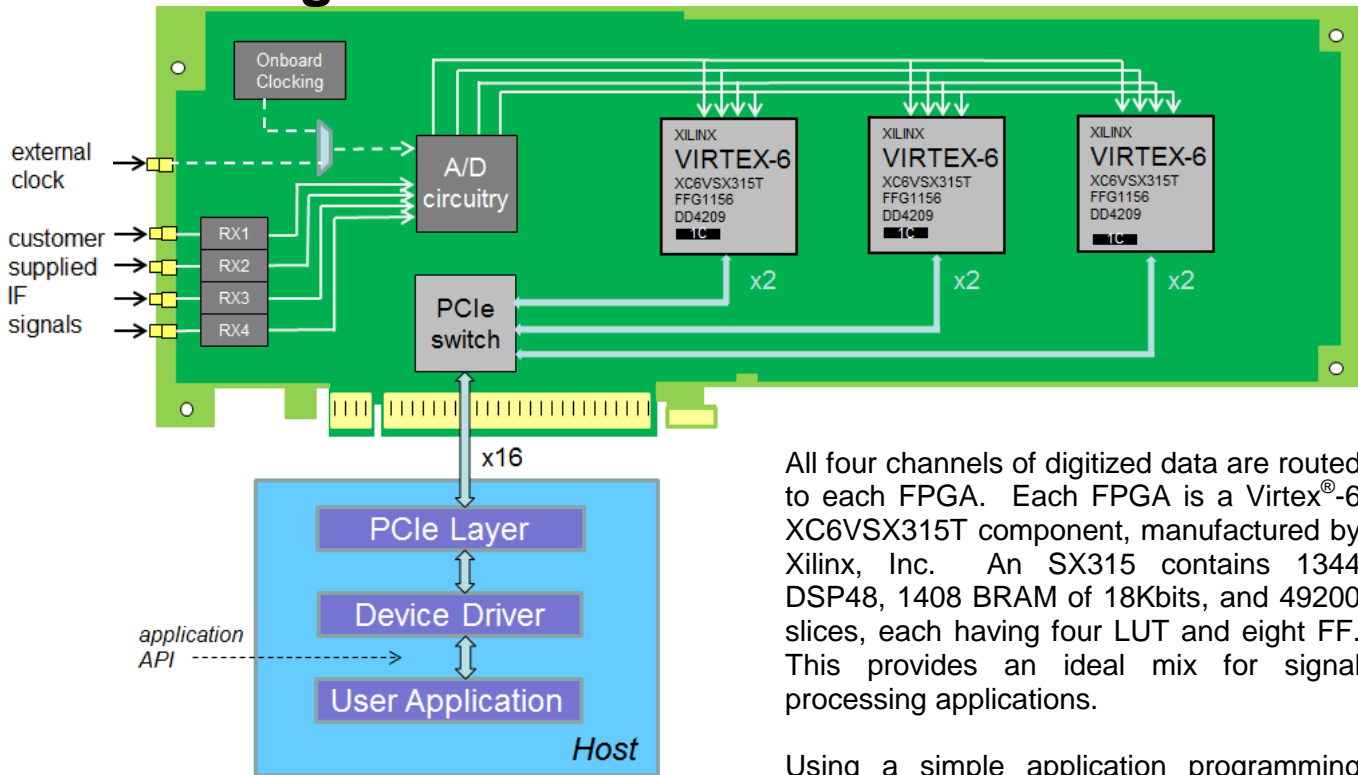 Onboard
Clocking
external
clock
A/D
circuitry
customer
supplied
IF
signals
RX1
RX2
RX3
RX4
XILINX
VIRTEX-6
XC6VSX315T
FFG1156
DD4209
1C
XILINX
VIRTEX-6
XC6VSX315T
FFG1156
DD4209
1C
XILINX
VIRTEX-6
XC6VSX315T
FFG1156
DD4209
1C
x2
x2
x2
PCIe
switch
x16
PCIe Layer
Device Driver
application
API
User Application
Host
All four channels of digitized data are routed
to each FPGA. Each FPGA is a Virtex®-6
XC6VSX315T component, manufactured by
Xilinx, Inc. An SX315 contains 1344
DSP48, 1408 BRAM of 18Kbits, and 49200
slices, each having four LUT and eight FF.
This provides an ideal mix for signal
processing applications.
Using a simple application programming